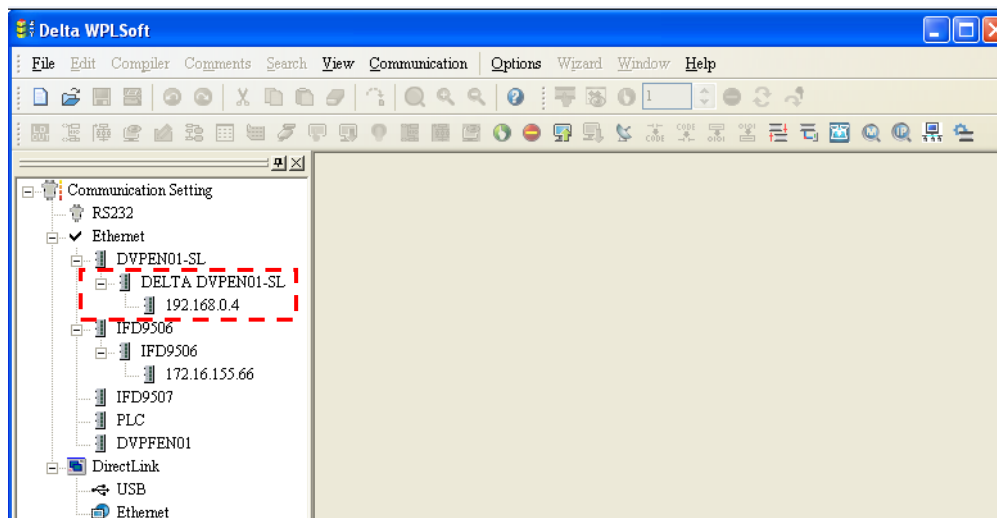 Delta WPLSoft
File Edit Compiler Comments Search View Communication Options Wizard Window Help
1
Communication Setting
RS232
Ethernet
DVPEN01-SL
DELTA DVPEN01-SL
192.168.0.4
IFD9506
IFD9506
172.16.155.66
IFD9507
PLC
DVPFEN01
DirectLink
USB
Ethernet